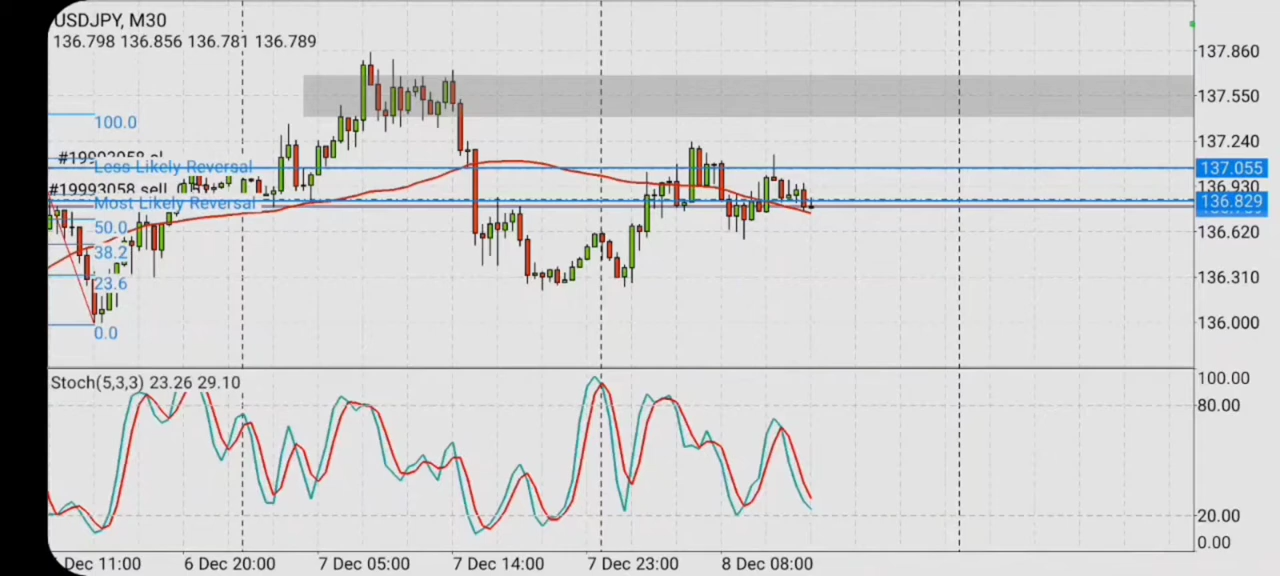 USDJPY, M30
136.798 136.856 136.781 136.789
137.860
137.550
100.0
137.240
Less Likely Reversal
137.055
136.930
#19993058 sell
Most Likely Reversal
136.829
50.0
136.620
38.2
23.6
136.310
0.0
136.000
Stoch(5,3,3) 23.26 29.10
100.00
80.00
20.00
0.00
Dec 11:00
6 Dec 20:00
7 Dec 05:00
7 Dec 14:00
7 Dec 23:00
8 Dec 08:00